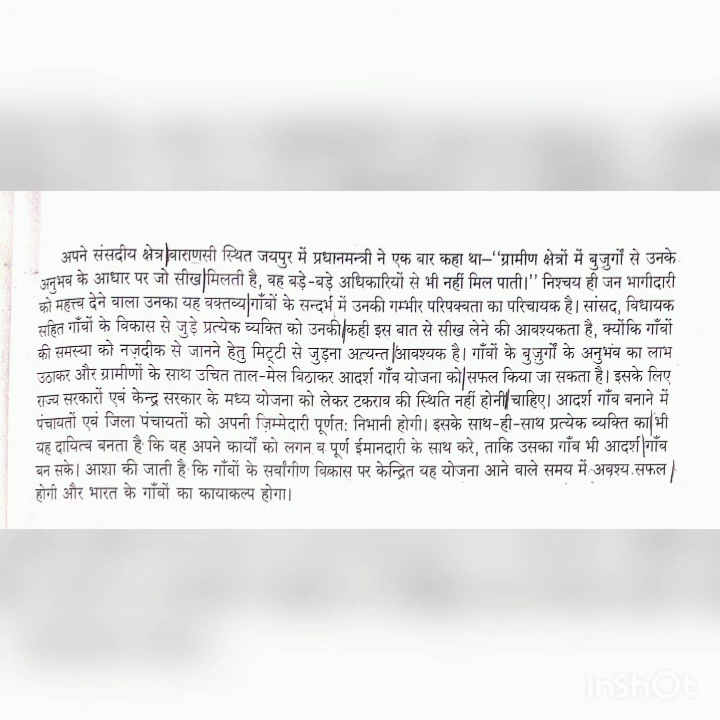 अपने संसदीय क्षेत्र/वाराणसी स्थित जयपुर में प्रधानमन्त्री ने एक बार कहा था–"ग्रामीण क्षेत्रों में बुज़ुर्गों से उनके
अनुभव के आधार पर जो सीख/मिलती है, वह बड़े-बड़े अधिकारियों से भी नहीं मिल पाती।" निश्चय ही जन भागीदारी
को महत्त्व देने वाला उनका यह वक्तव्य/गाँवों के सन्दर्भ में उनकी गम्भीर परिपक्वता का परिचायक है। सांसद, विधायक
सहित गाँवों के विकास से जुड़े प्रत्येक व्यक्ति को उनकी/कही इस बात से सीख लेने की आवश्यकता है, क्योंकि गाँवों
की समस्या को नज़दीक से जानने हेतु मिट्टी से जुड़ना अत्यन्त/आवश्यक है। गाँवों के बुज़ुर्गों के अनुभव का लाभ
उठाकर और ग्रामीणों के साथ उचित ताल-मेल बिठाकर आदर्श गाँव योजना को/सफल किया जा सकता है। इसके लिए
राज्य सरकारों एवं केन्द्र सरकार के मध्य योजना को लेकर टकराव की स्थिति नहीं होनी/चाहिए। आदर्श गाँव बनाने में
पंचायतों एवं जिला पंचायतों को अपनी ज़िम्मेदारी पूर्णत: निभानी होगी। इसके साथ-ही-साथ प्रत्येक व्यक्ति का/भी
यह दायित्व बनता है कि वह अपने कार्यों को लगन व पूर्ण ईमानदारी के साथ करे, ताकि उसका गाँव भी आदर्श/गाँव
बन सके। आशा की जाती है कि गाँवों के सर्वांगीण विकास पर केन्द्रित यह योजना आने वाले समय में अवश्य सफल/
होगी और भारत के गाँवों का कायाकल्प होगा।
InShOt